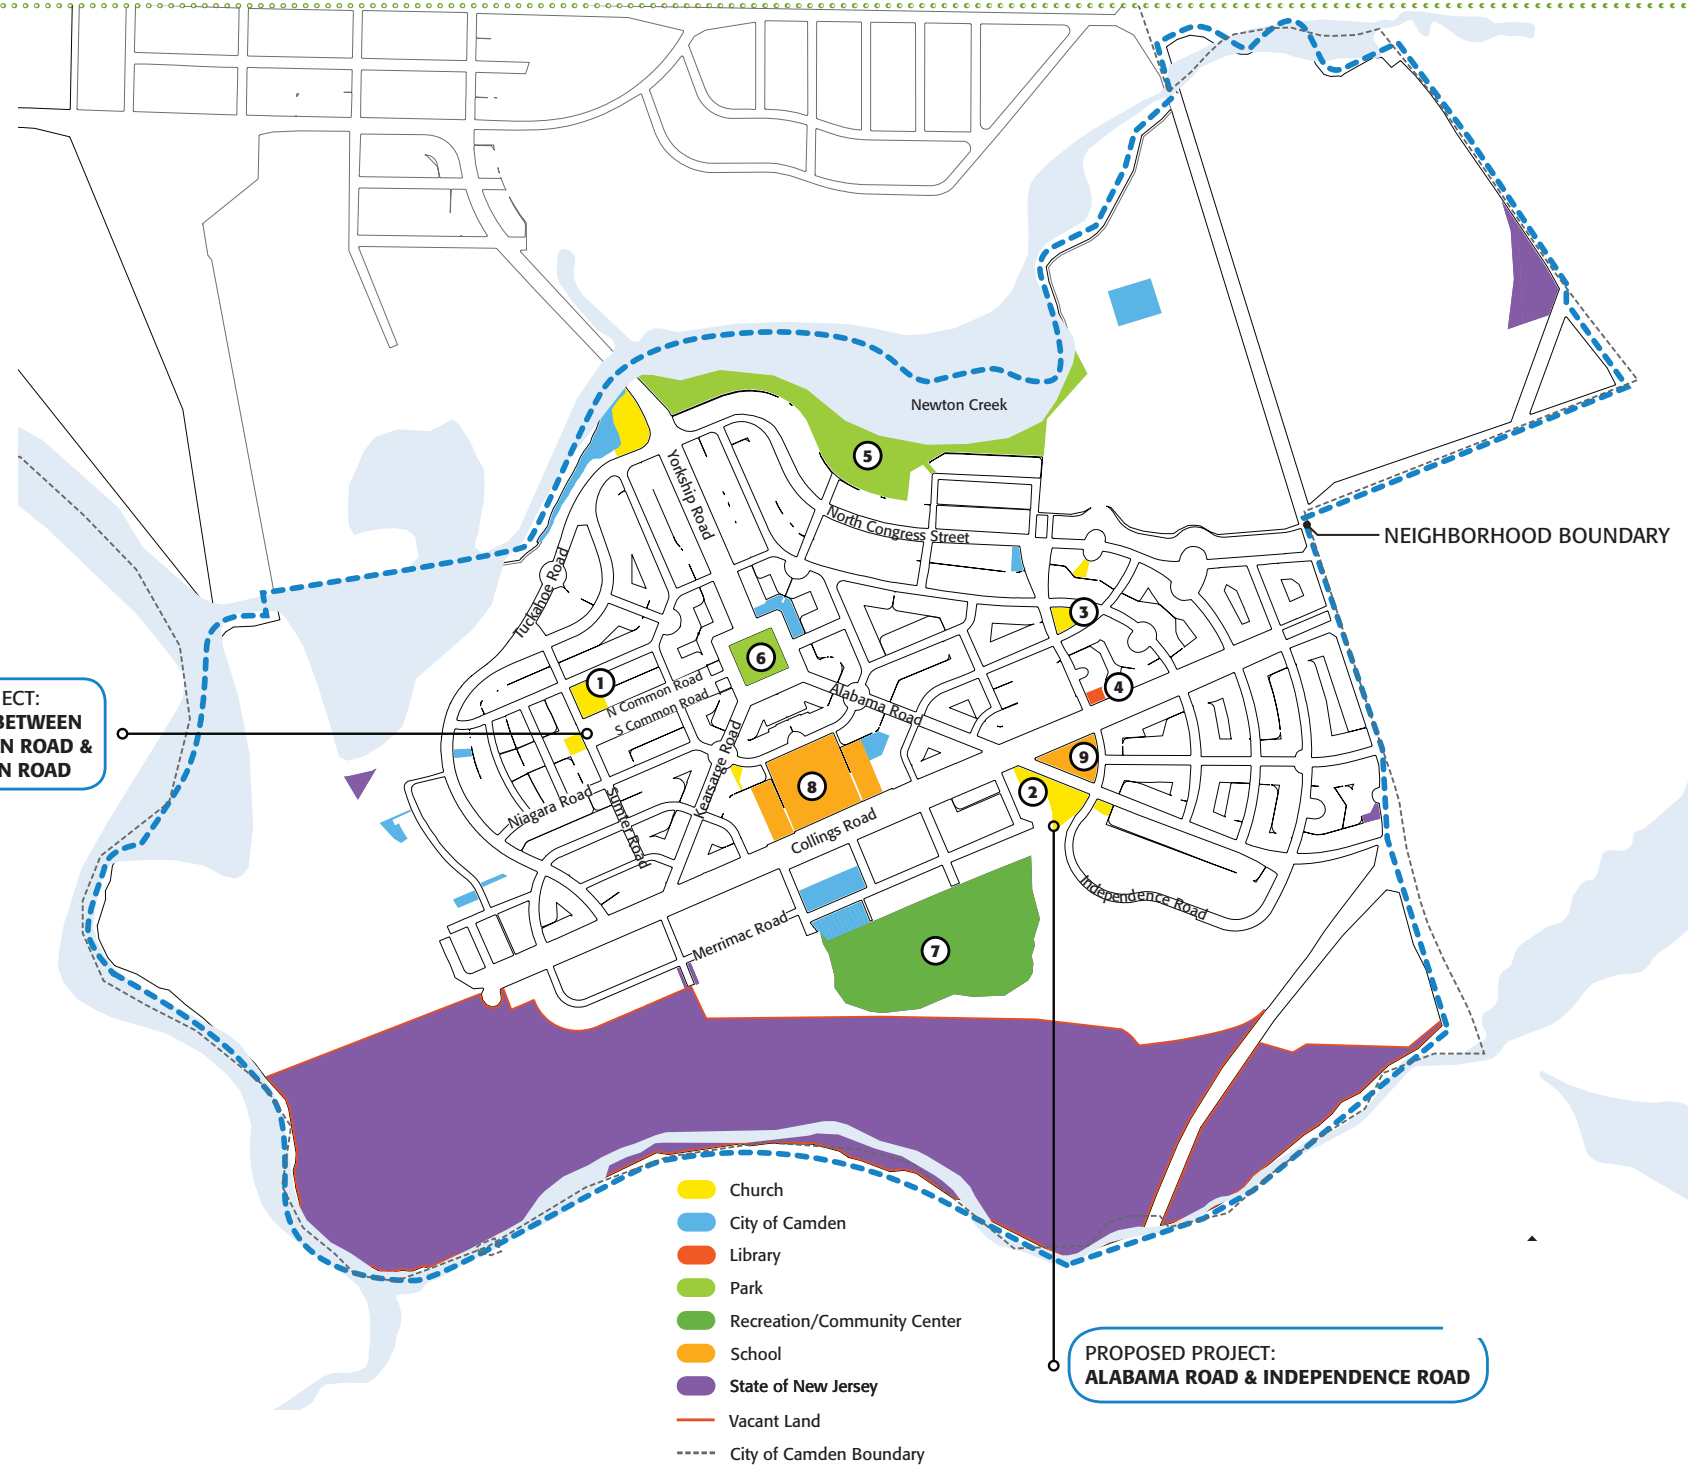 Newton Creek
5
Yorkship Road
North Congress Street
NEIGHBORHOOD BOUNDARY
Tuckahoe Road
3
6
1
4
N Common Road
S Common Road
Alabama Road
ECT:
BETWEEN
N ROAD &
N ROAD
Kearsarge Road
9
8
2
Niagara Road
Sumter Road
Collings Road
Independence Road
Merrimac Road
7
Church
City of Camden
Library
Park
Recreation/Community Center
School
State of New Jersey
Vacant Land
City of Camden Boundary
PROPOSED PROJECT:
ALABAMA ROAD & INDEPENDENCE ROAD